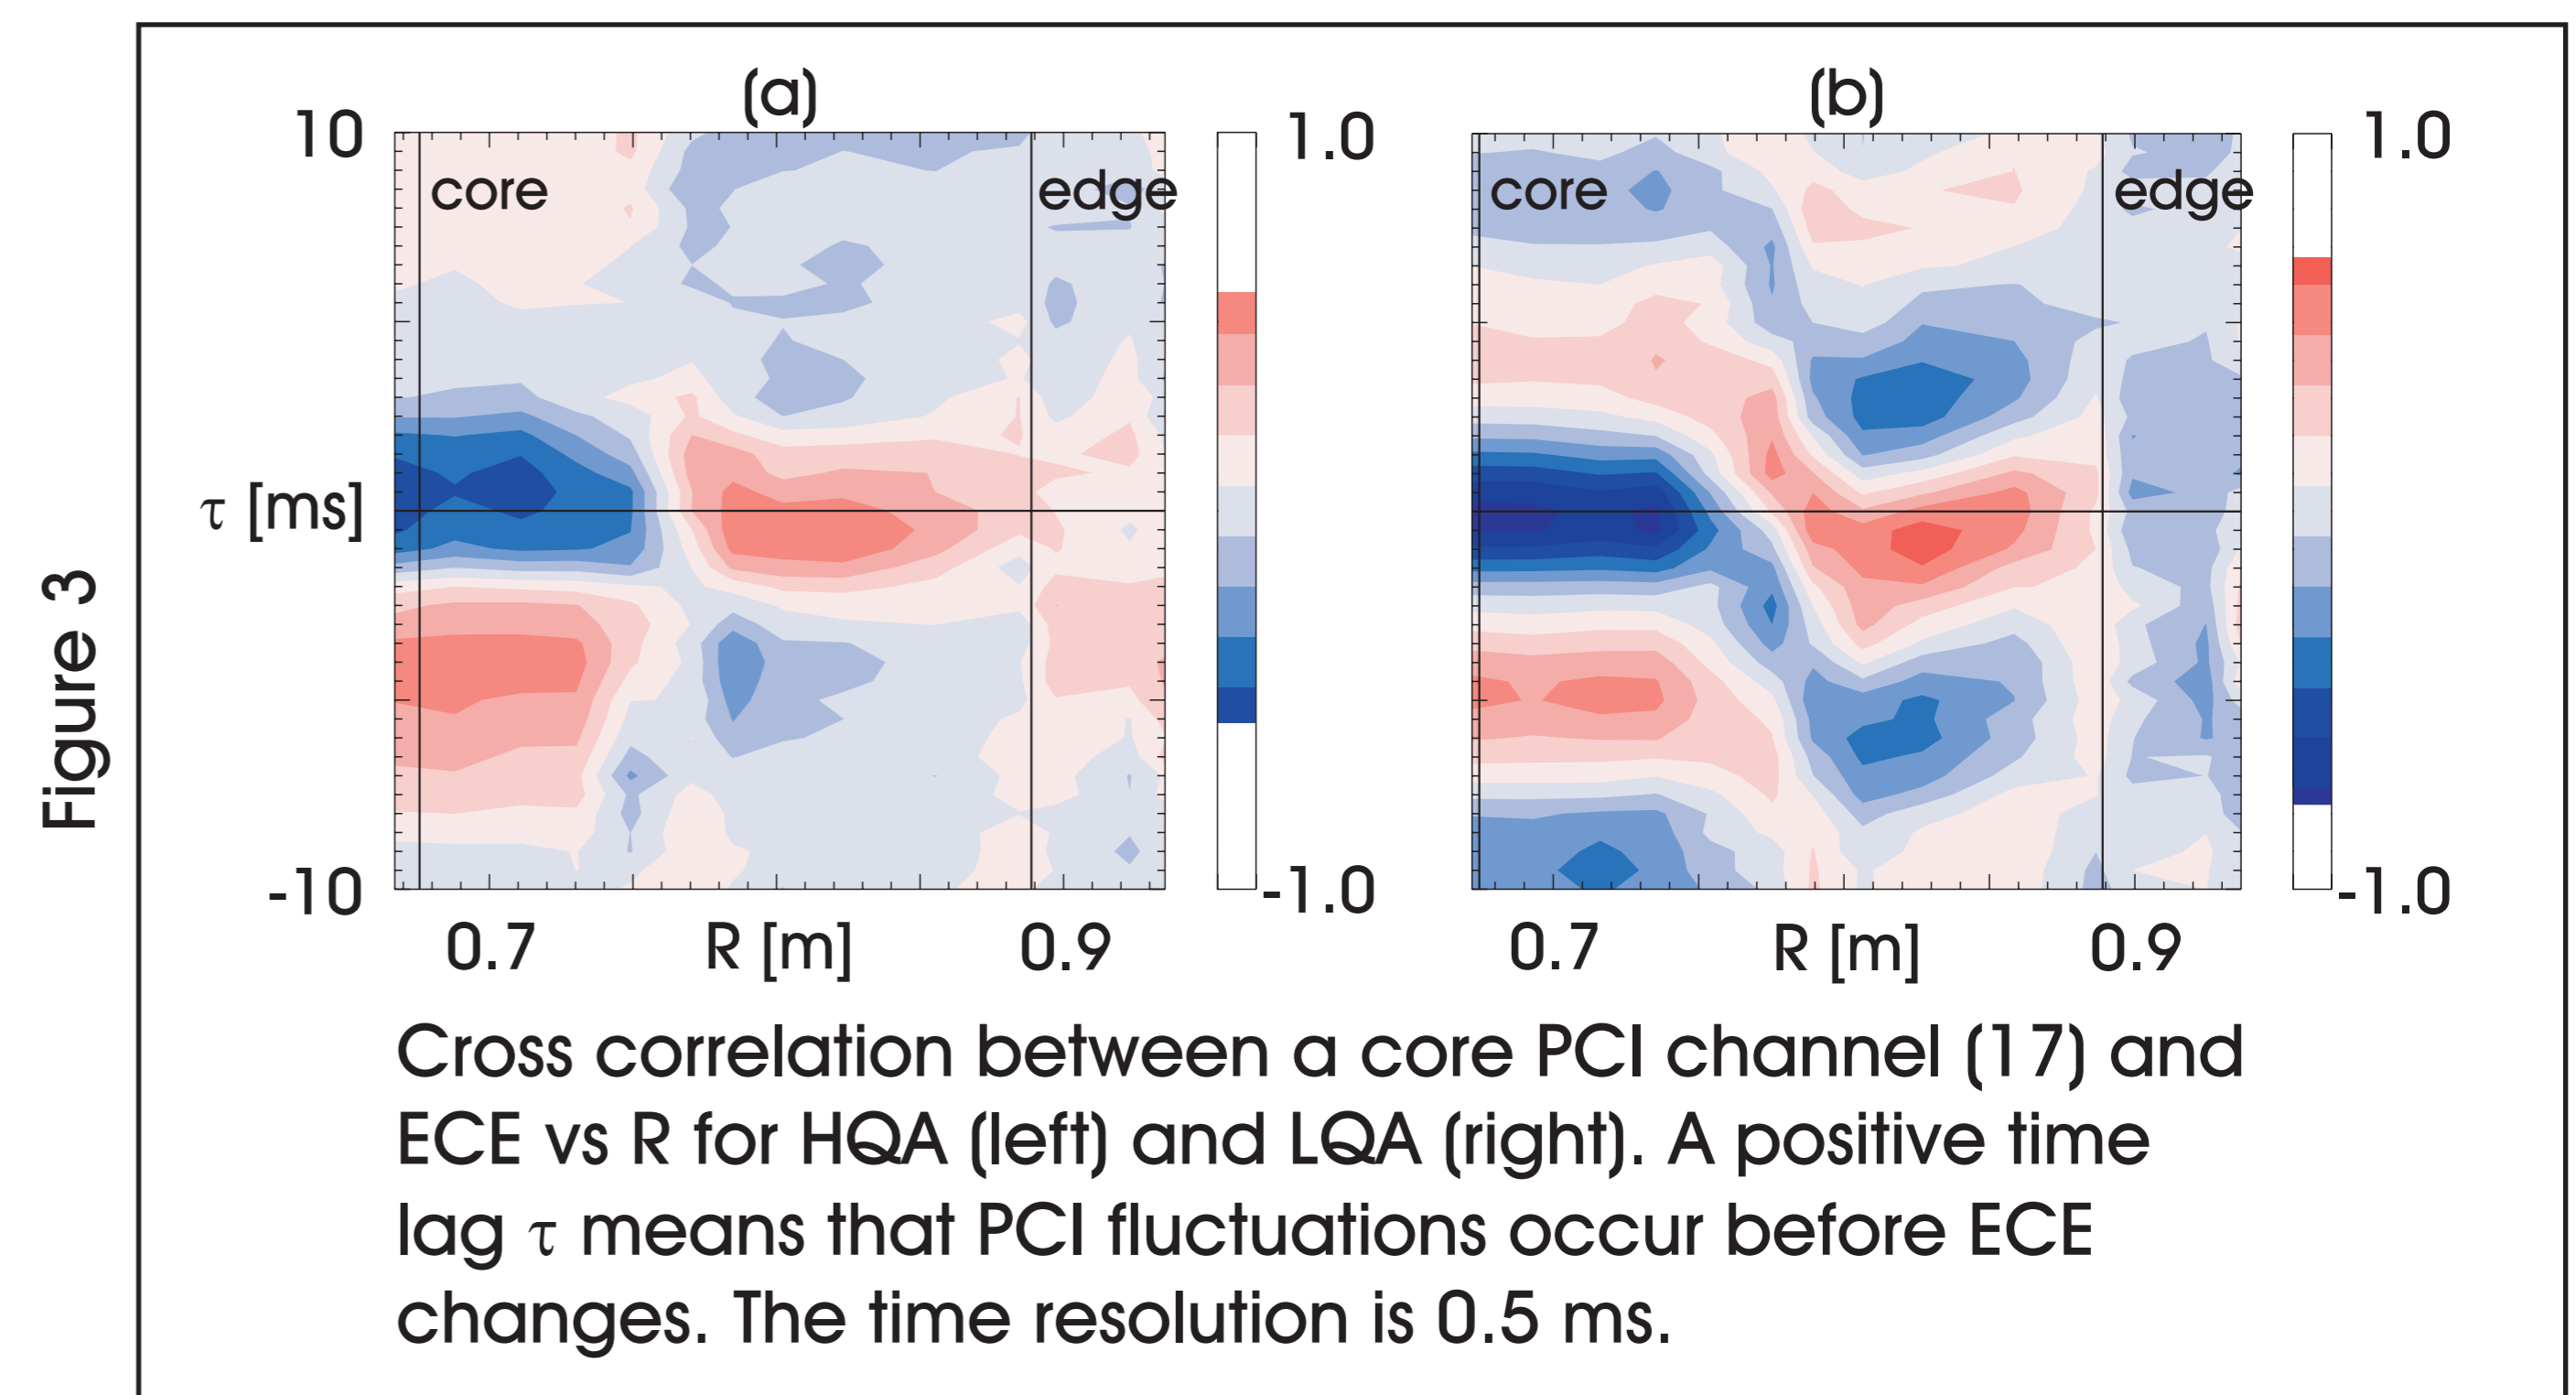 Figure 3
(a)
(b)
10
1.0
1.0
core
edge
core
edge
τ [ms]
-10
-1.0
-1.0
0.7
R [m]
0.9
0.7
R [m]
0.9
Cross correlation between a core PCI channel (17) and
ECE vs R for HQA (left) and LQA (right). A positive time
lag τ means that PCI fluctuations occur before ECE
changes. The time resolution is 0.5 ms.